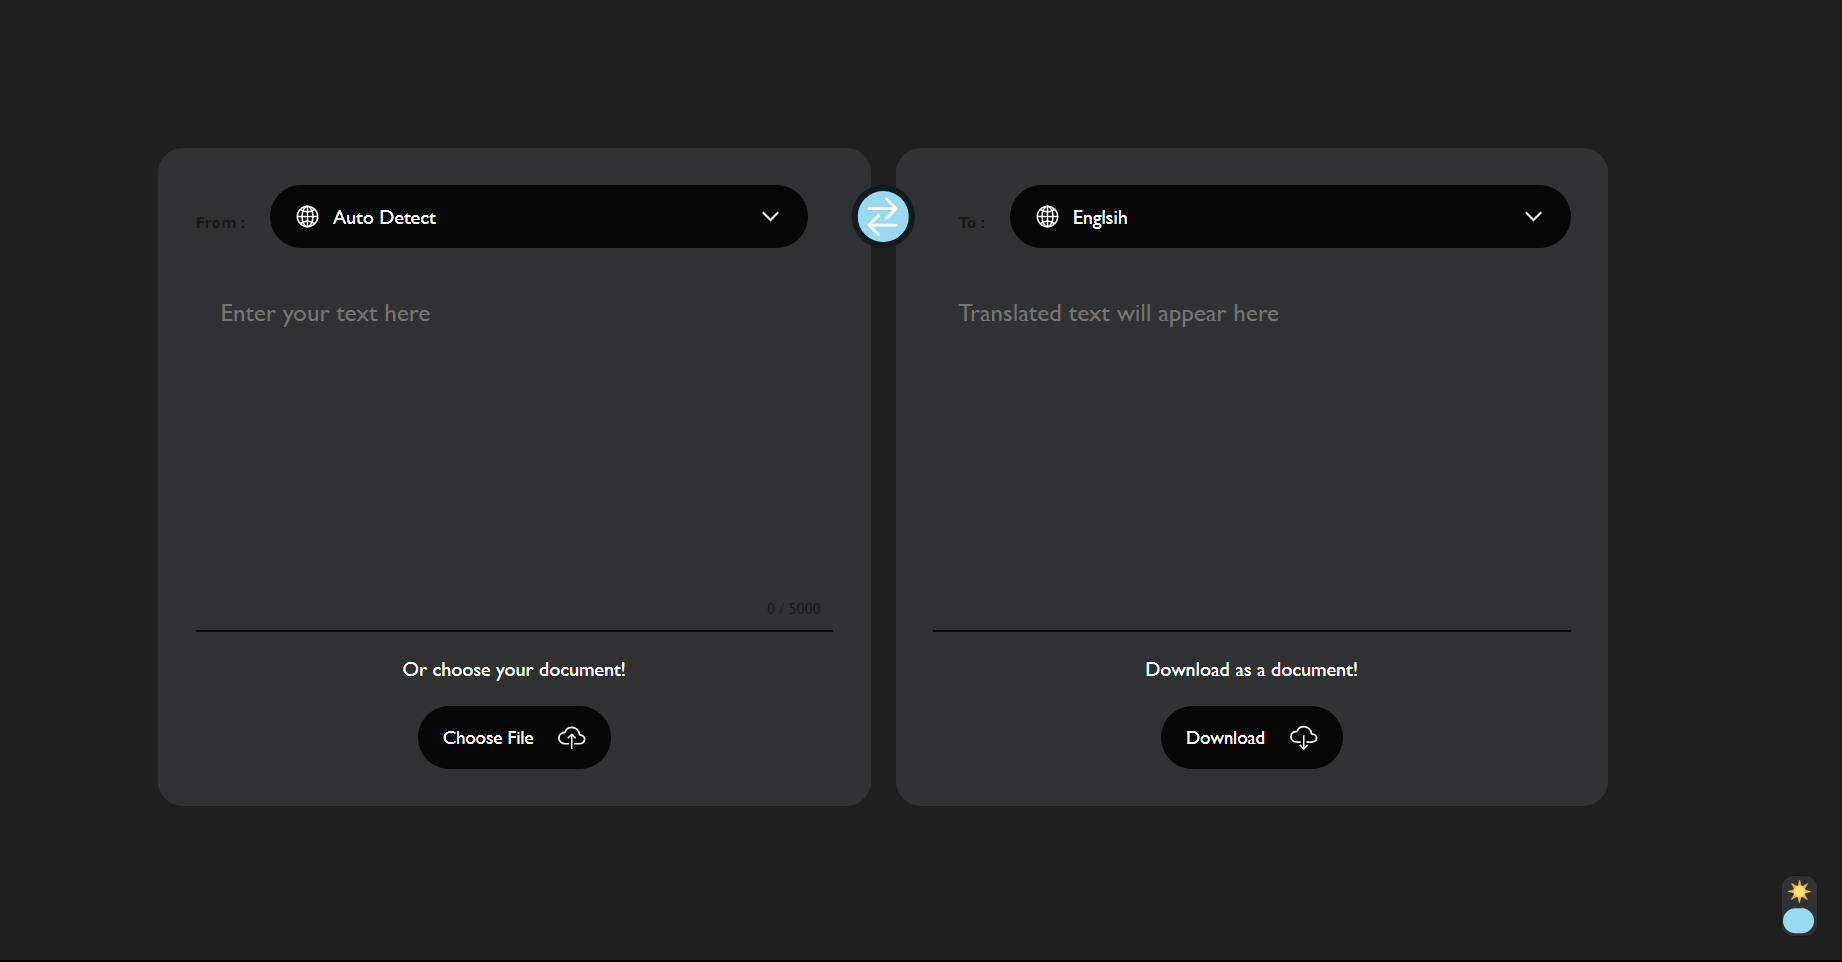 From :
Auto Detect
To :
Englsih
Enter your text here
Translated text will appear here
0 / 5000
Or choose your document!
Download as a document!
Choose File
Download